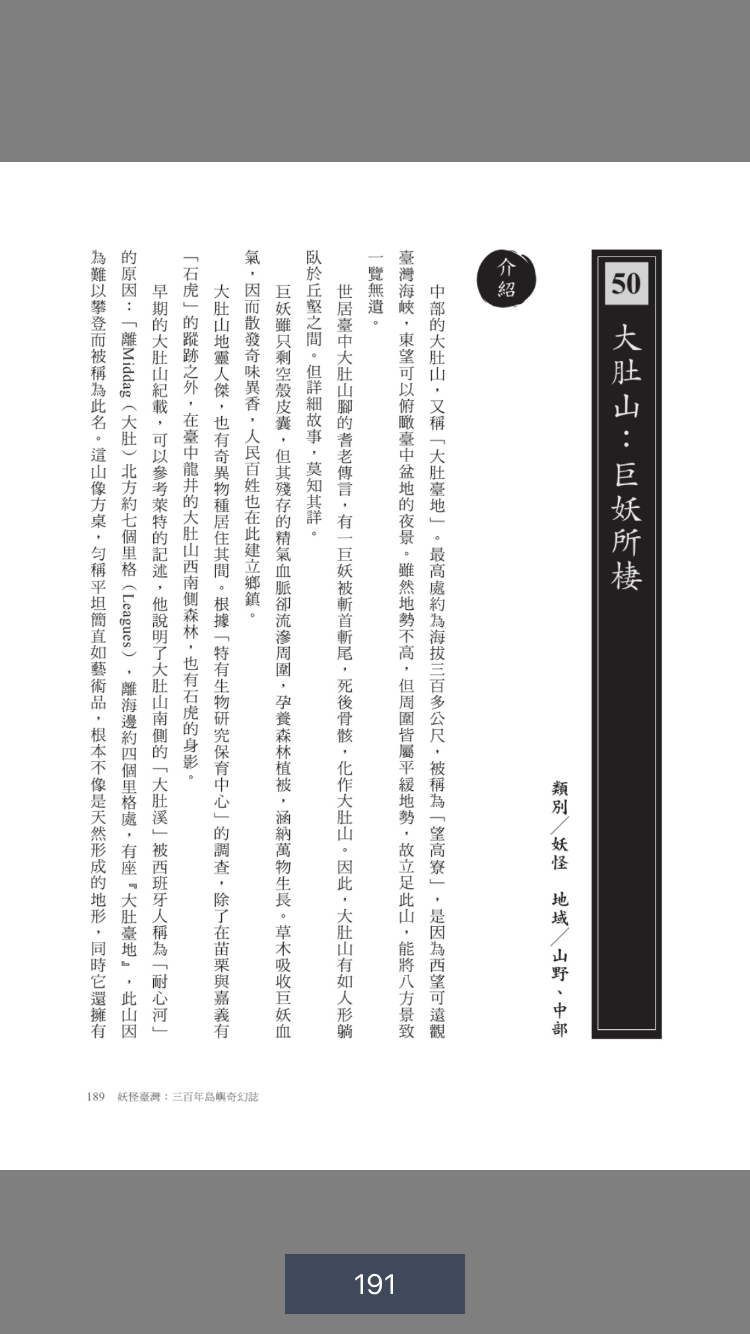 50
大肚山：巨妖所棲
類別／妖怪　地域／山野、中部
介紹
中部的大肚山，又稱「大肚臺地」。最高處約為海拔三百多公尺，被稱為「望高寮」，是因為西望可遠觀
臺灣海峽，東望可以俯瞰臺中盆地的夜景。雖然地勢不高，但周圍皆屬平緩地勢，故立足此山，能將八方景致
一覽無遺。
世居臺中大肚山腳的耆老傳言，有一巨妖被斬首斬尾，死後骨骸，化作大肚山。因此，大肚山有如人形躺
臥於丘壑之間。但詳細故事，莫知其詳。
巨妖雖只剩空殼皮囊，但其殘存的精氣血脈卻流滲周圍，孕養森林植被，涵納萬物生長。草木吸收巨妖血
氣，因而散發奇味異香，人民百姓也在此建立鄉鎮。
大肚山地靈人傑，也有奇異物種居住其間。根據「特有生物研究保育中心」的調查，除了在苗栗與嘉義有
「石虎」的蹤跡之外，在臺中龍井的大肚山西南側森林，也有石虎的身影。
早期的大肚山紀載，可以參考萊特的記述，他說明了大肚山南側的「大肚溪」被西班牙人稱為「耐心河」
的原因：「離Middag（大肚）北方約七個里格（Leagues），離海邊約四個里格處，有座『大肚臺地』，此山因
為難以攀登而被稱為此名。這山像方桌，勻稱平坦簡直如藝術品，根本不像是天然形成的地形，同時它還擁有
189　妖怪臺灣：三百年島嶼奇幻誌
191